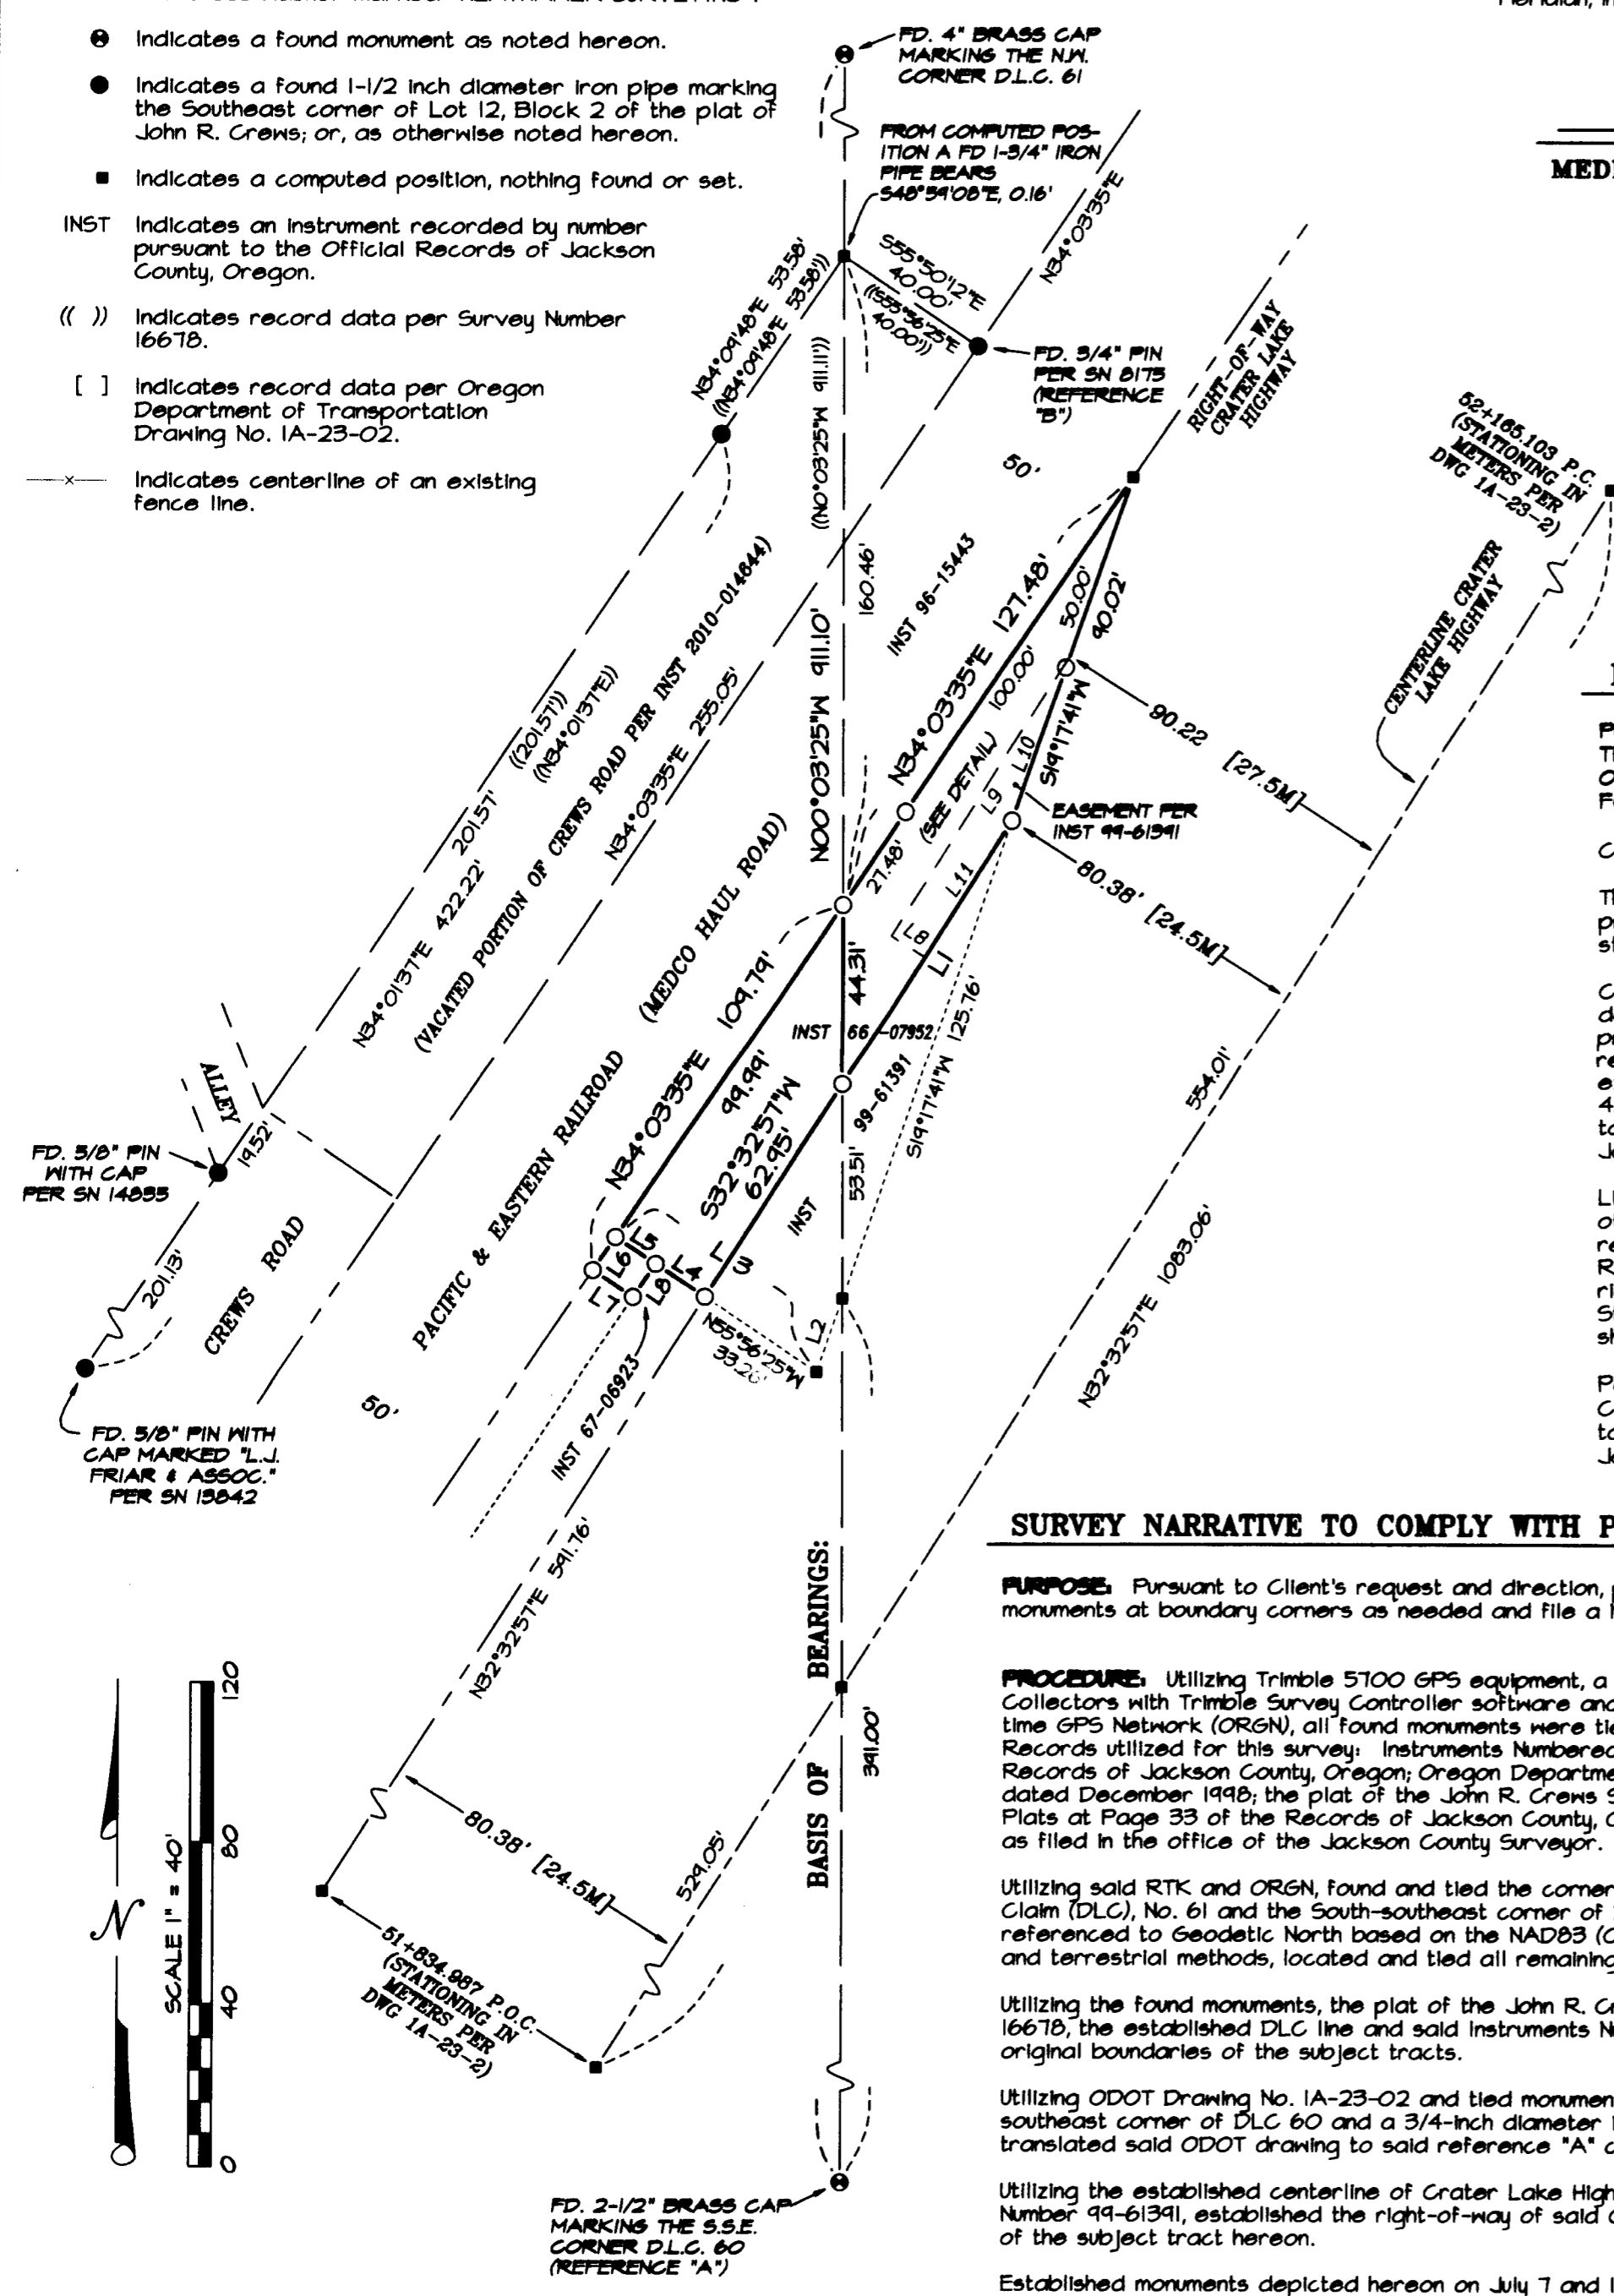 Indicates a found monument as noted hereon.
Indicates a found 1-1/2 inch diameter iron pipe marking
the Southeast corner of Lot 12, Block 2 of the plat of
John R. Crews; or, as otherwise noted hereon.
Indicates a computed position, nothing found or set.
INST Indicates an instrument recorded by number
pursuant to the Official Records of Jackson
County, Oregon.
(( )) Indicates record data per Survey Number
16678.
[ ] Indicates record data per Oregon
Department of Transportation
Drawing No. 1A-23-02.
x Indicates centerline of an existing
fence line.
FD. 4" BRASS CAP
MARKING THE N.W.
CORNER D.L.C. 61
FROM COMPUTED POS-
ITION A FD 1-3/4" IRON
PIPE BEARS
S48°59'08"E, 0.16'
MED
N34°03'35"E
S55°50'12"E
40.00'
((S55°56'25"E
40.00'))
N34°09'48"E 53.58'
((N34°09'48"E 53.58'))
FD. 3/4" PIN
PER SN 8175
(REFERENCE
"B")
RIGHT-OF-WAY
CRATER LAKE
HIGHWAY
52+165.103 P.C.
(STATIONING IN
METERS PER
DWG 1A-23-2)
CENTERLINE CRATER
LAKE HIGHWAY
((N0°03'25"W 911.11'))
N00°03'25"W 911.10'
160.46'
50'
INST 96-15443
N34°03'35"E 127.48'
100.00'
50.00'
90.02'
S19°17'41"W
(SEE DETAIL)
27.48'
L9
L10
L11
L8
L1
EASEMENT PER
INST 99-61391
90.22 [27.5M]
80.38' [24.5M]
((201.57'))
((N34°01'37"E))
201.57'
N34°01'37"E 422.22'
(VACATED PORTION OF CREWS ROAD PER INST 2010-014644)
N34°03'35"E 255.05'
PACIFIC & EASTERN RAILROAD
(MEDCO HAUL ROAD)
109.79'
N34°03'35"E
99.99'
S32°32'57"W
62.95'
44.31'
INST 66-07952
INST 99-61391
S19°17'41"W 125.76'
53.51'
554.01'
N32°32'57"E 1083.06'
ALLEY
19.52'
FD. 5/8" PIN
WITH CAP
PER SN 14855
201.13'
CREWS ROAD
FD. 5/8" PIN WITH
CAP MARKED "L.J.
FRIAR & ASSOC."
PER SN 13842
50'
L5
L6
L7
L8
L4
L3
L2
N55°56'25"W
INST 67-06923
N32°32'57"E 591.76'
BASIS OF BEARINGS:
391.00'
529.05'
80.38' [24.5M]
51+834.987 P.O.C.
(STATIONING IN
METERS PER
DWG 1A-23-2)
N
SCALE 1" = 40'
0 40 80 120
FD. 2-1/2" BRASS CAP
MARKING THE S.S.E.
CORNER D.L.C. 60
(REFERENCE "A")
SURVEY NARRATIVE TO COMPLY WITH P
PURPOSE: Pursuant to Client's request and direction,
monuments at boundary corners as needed and file a
PROCEDURE: Utilizing Trimble 5700 GPS equipment, a
Collectors with Trimble Survey Controller software and
time GPS Network (ORGN), all found monuments were tie
Records utilized for this survey: Instruments Numbered
Records of Jackson County, Oregon; Oregon Departme
dated December 1998; the plat of the John R. Crews S
Plats at Page 33 of the Records of Jackson County, O
as filed in the office of the Jackson County Surveyor.
Utilizing said RTK and ORGN, found and tied the corner
Claim (DLC), No. 61 and the South-southeast corner of
referenced to Geodetic North based on the NAD83 (C
and terrestrial methods, located and tied all remaining
Utilizing the found monuments, the plat of the John R. Cr
16678, the established DLC line and said Instruments N
original boundaries of the subject tracts.
Utilizing ODOT Drawing No. 1A-23-02 and tied monumen
southeast corner of DLC 60 and a 3/4-inch diameter
translated said ODOT drawing to said reference "A" a
Utilizing the established centerline of Crater Lake High
Number 99-61391, established the right-of-way of said
of the subject tract hereon.
Established monuments depicted hereon on July 7 and